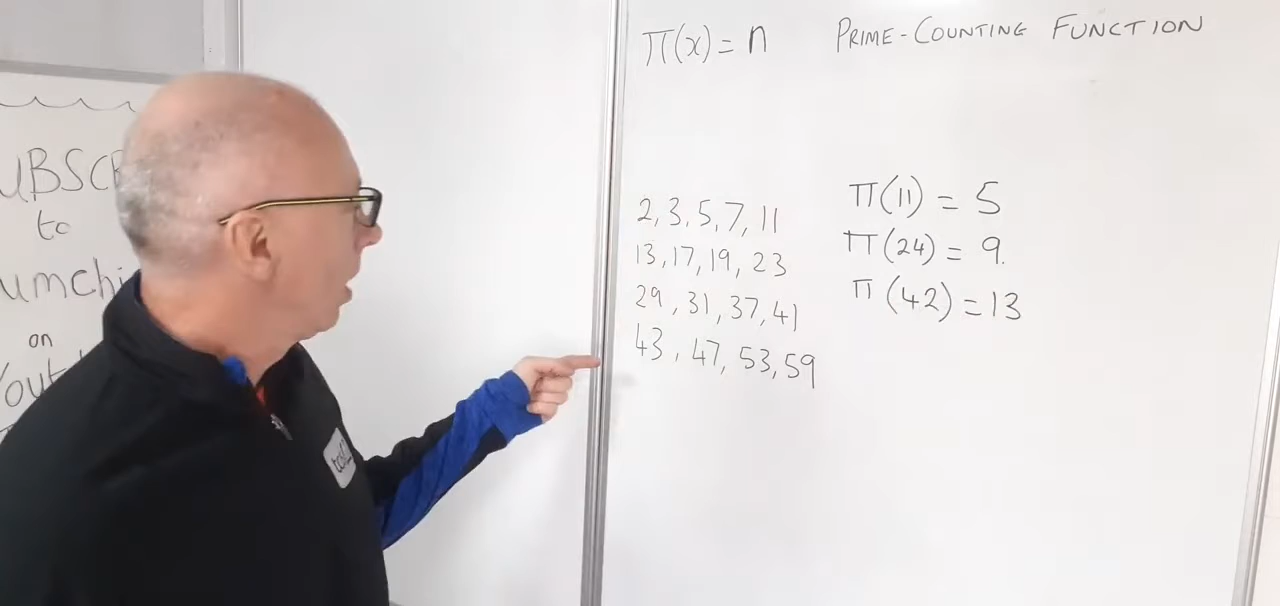 π(x) = n PRIME-COUNTING FUNCTION
to
on
2, 3, 5, 7, 11
13, 17, 19, 23
29, 31, 37, 41
43, 47, 53, 59
π(11) = 5
π(24) = 9.
π(42) = 13